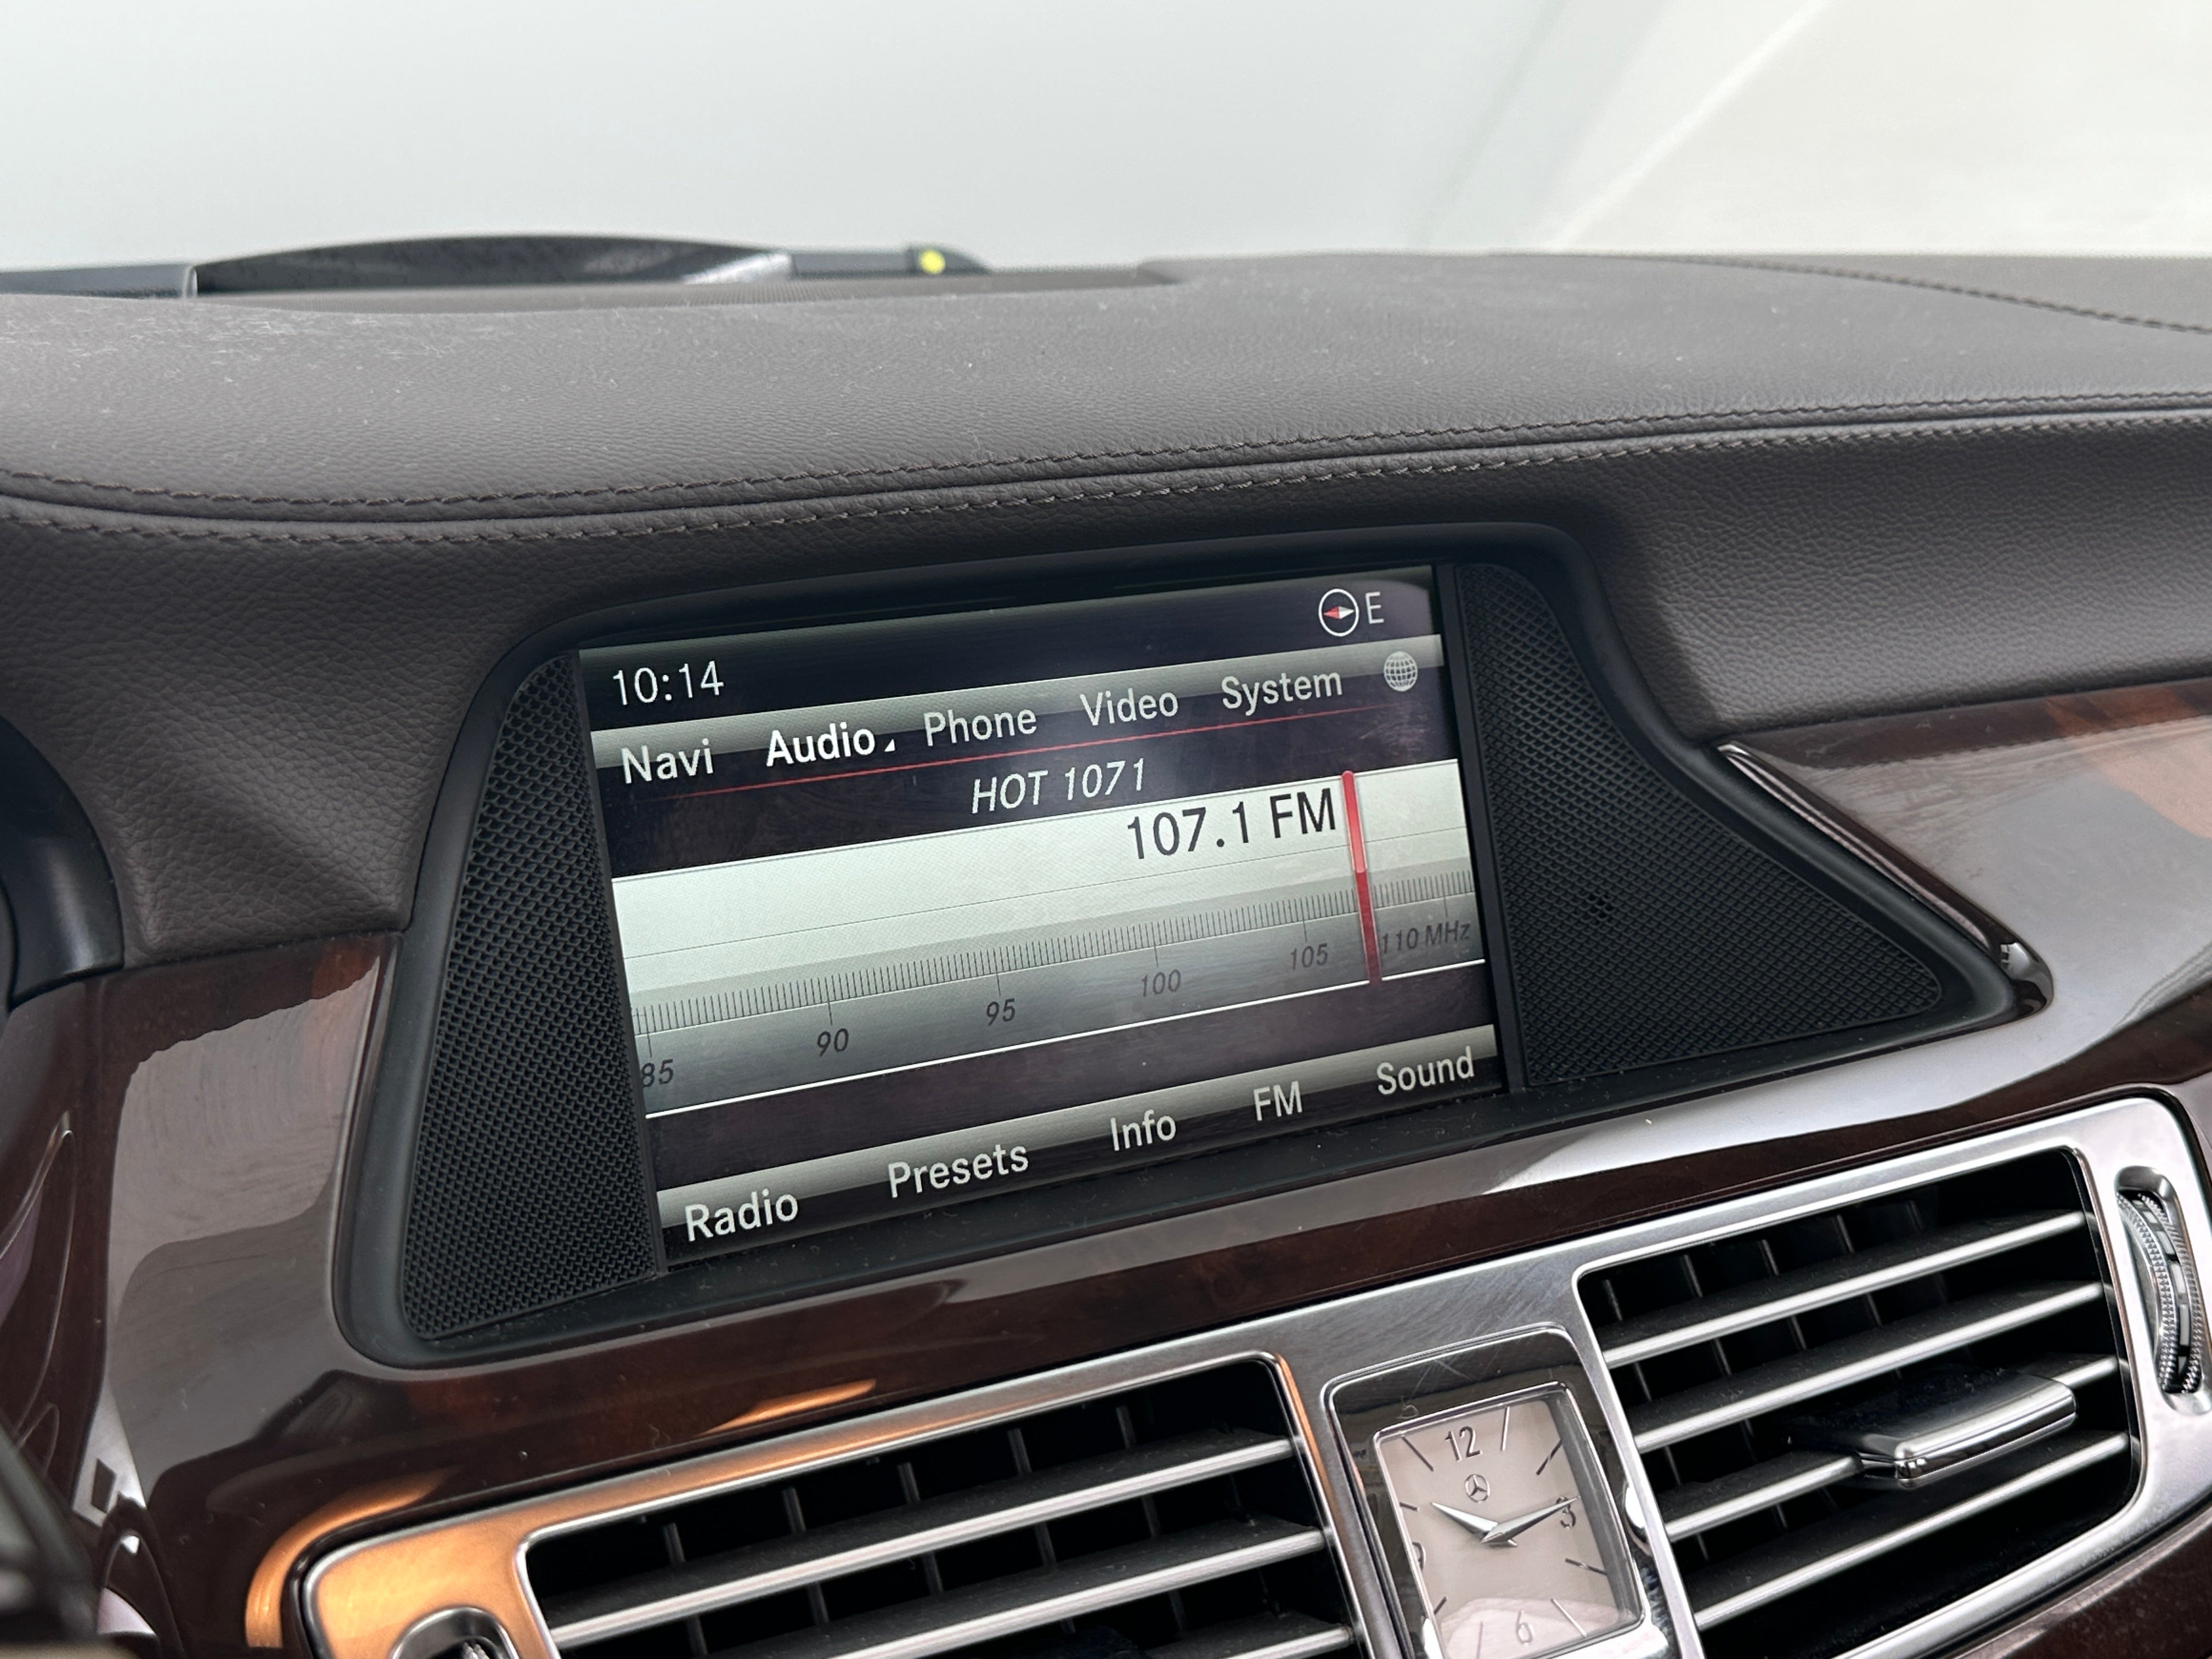 E
10:14
Navi Audio Phone Video System
HOT 1071
107.1 FM
85 90 95 100 105 110 MHz
Radio Presets Info FM Sound
12
3
6